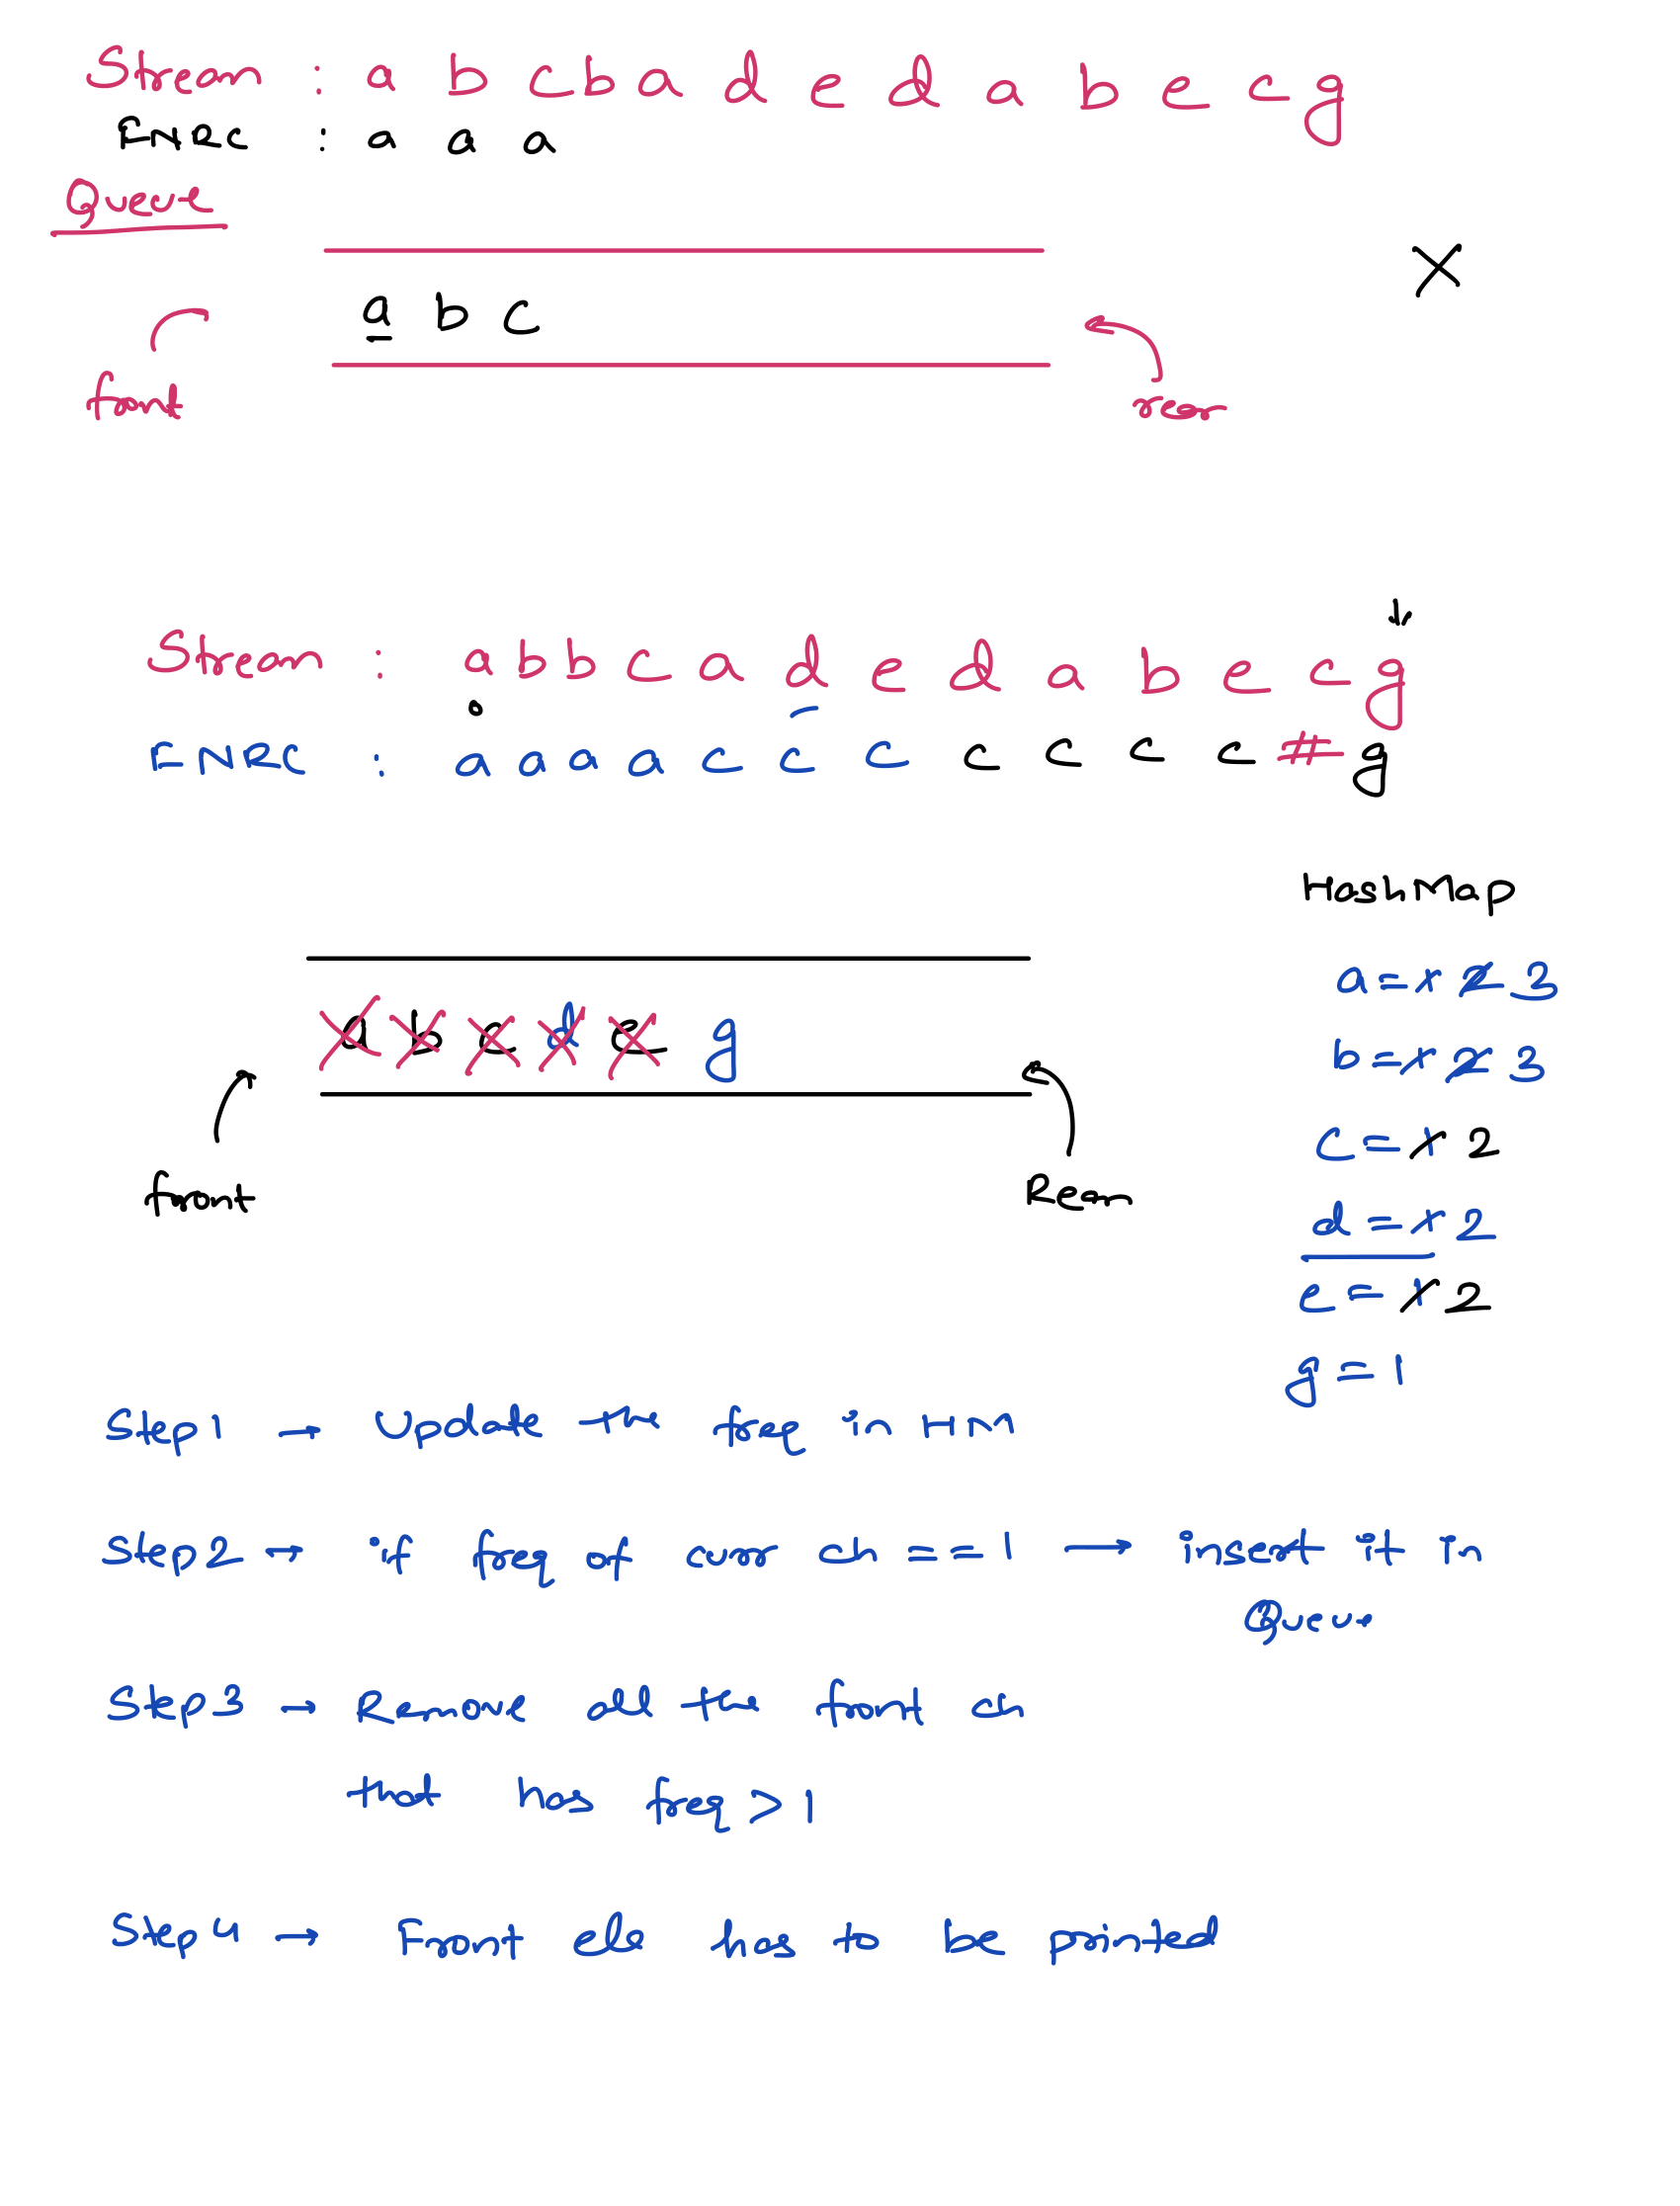 Stream : a b c b a d e d a b e c g
FNRC : a a a
Queue
a b c
X
front
rear
Stream : a b b c a d e d a b e c g
FNRC : a a a a c c c c c c c # g
HashMap
a = 1 2 3
b = 1 2 3
a b c d e g
c = 1 2
front
Rear
d = 1 2
e = 1 2
g = 1
Step 1 → Update the freq in HM
Step 2 → if freq of curr ch == 1 → insert it in
Queue
Step 3 → Remove all the front ch
that has freq > 1
Step 4 → Front ele has to be printed